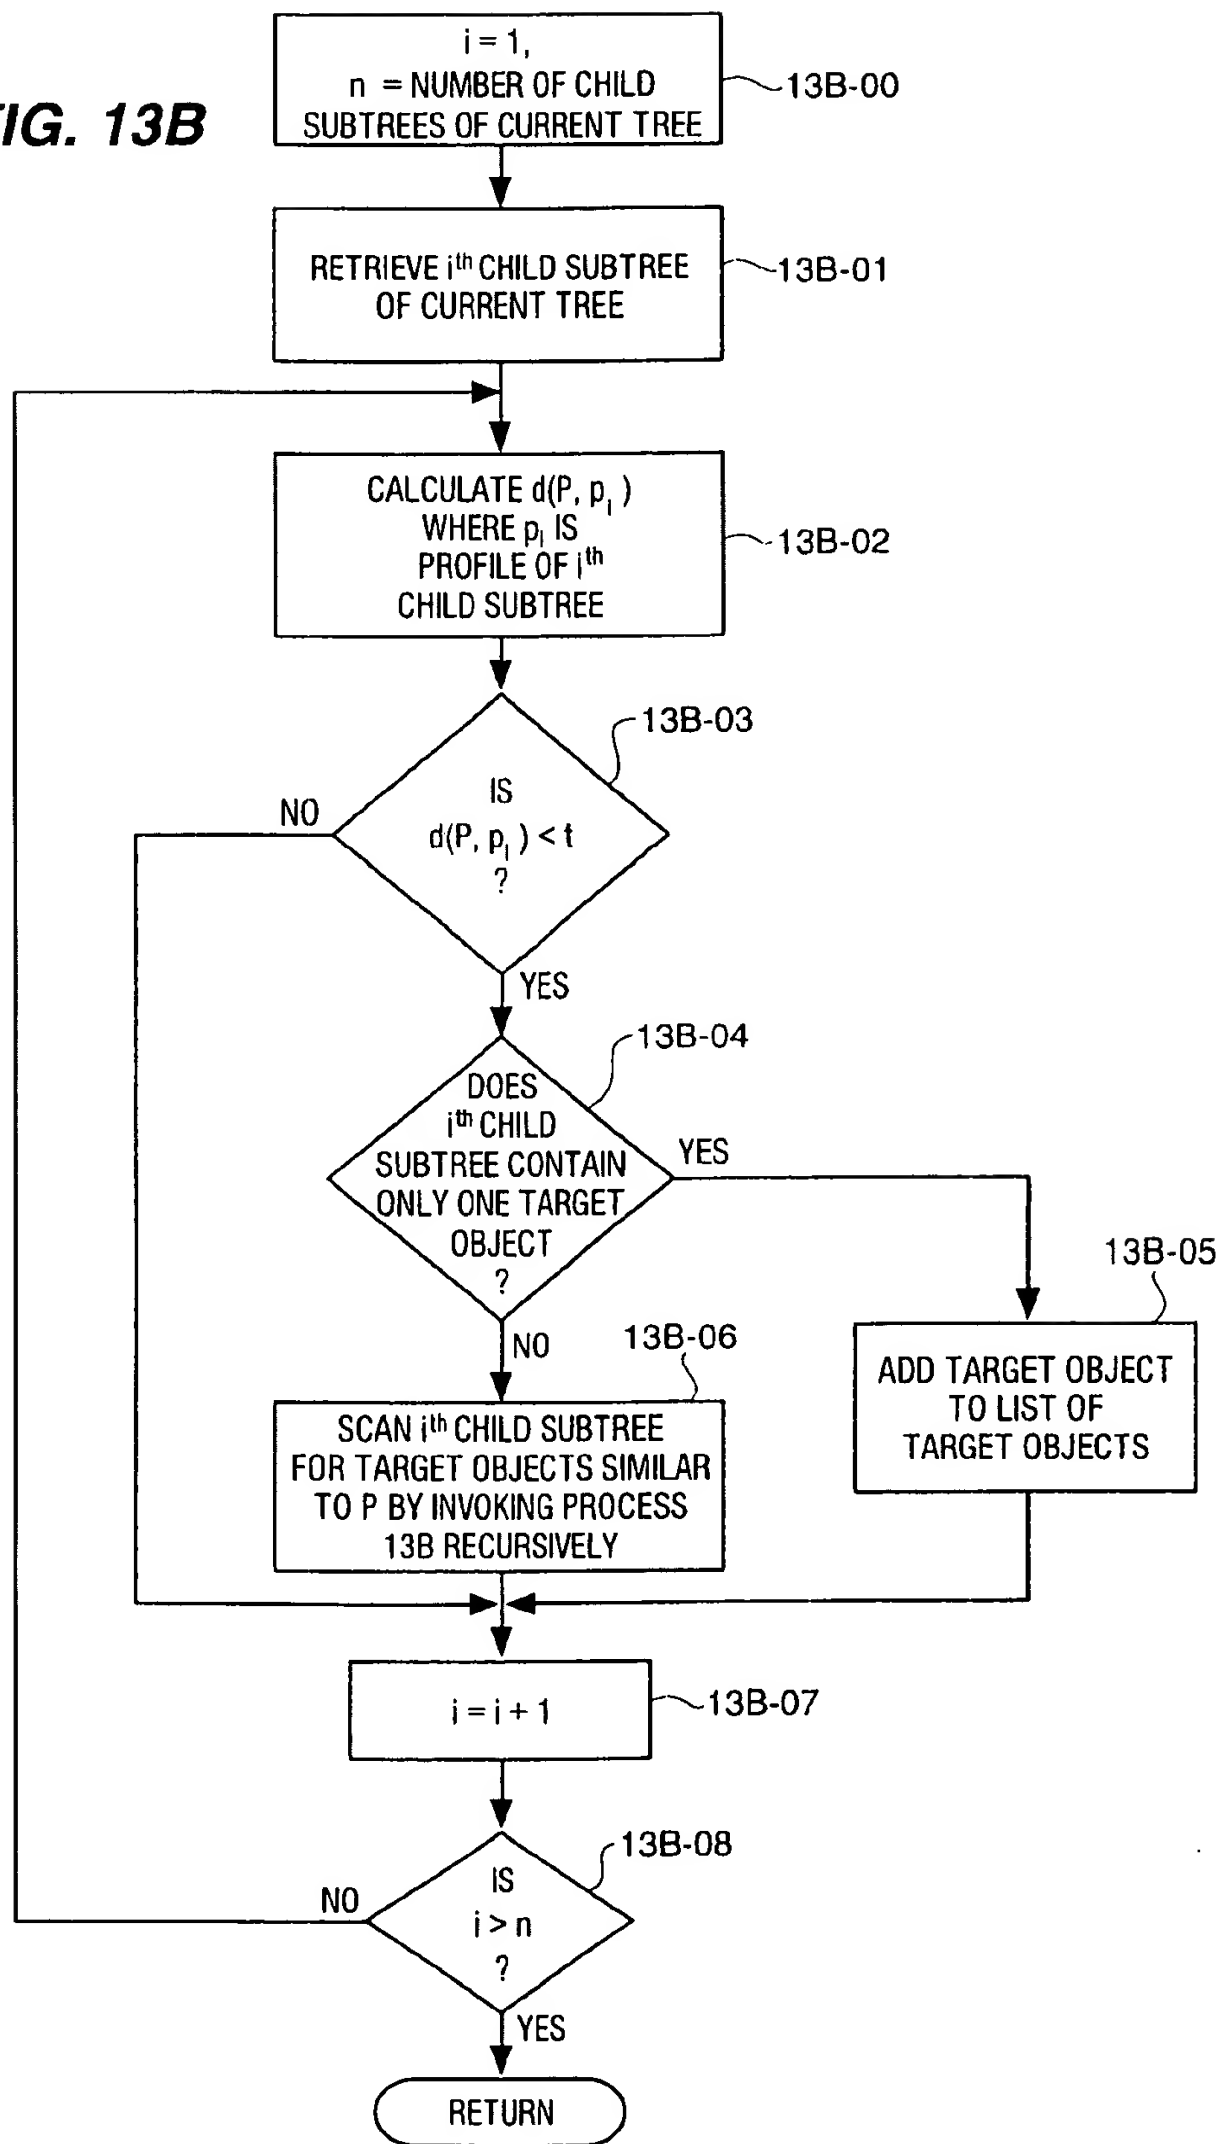 IG. 13B
i = 1,
n = NUMBER OF CHILD
SUBTREES OF CURRENT TREE
13B-00
RETRIEVE iᵗʰ CHILD SUBTREE
OF CURRENT TREE
13B-01
CALCULATE d(P, pᵢ)
WHERE pᵢ IS
PROFILE OF iᵗʰ
CHILD SUBTREE
13B-02
13B-03
IS
d(P, pᵢ) < t
?
NO
YES
13B-04
DOES
iᵗʰ CHILD
SUBTREE CONTAIN
ONLY ONE TARGET
OBJECT
?
YES
NO
13B-05
ADD TARGET OBJECT
TO LIST OF
TARGET OBJECTS
13B-06
SCAN iᵗʰ CHILD SUBTREE
FOR TARGET OBJECTS SIMILAR
TO P BY INVOKING PROCESS
13B RECURSIVELY
i = i + 1
13B-07
13B-08
IS
i > n
?
NO
YES
RETURN